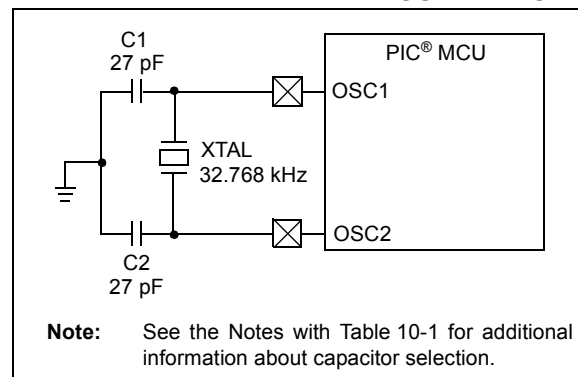 C1
27 pF
PIC® MCU
OSC1
XTAL
32.768 kHz
OSC2
C2
27 pF
Note: See the Notes with Table 10-1 for additional
information about capacitor selection.